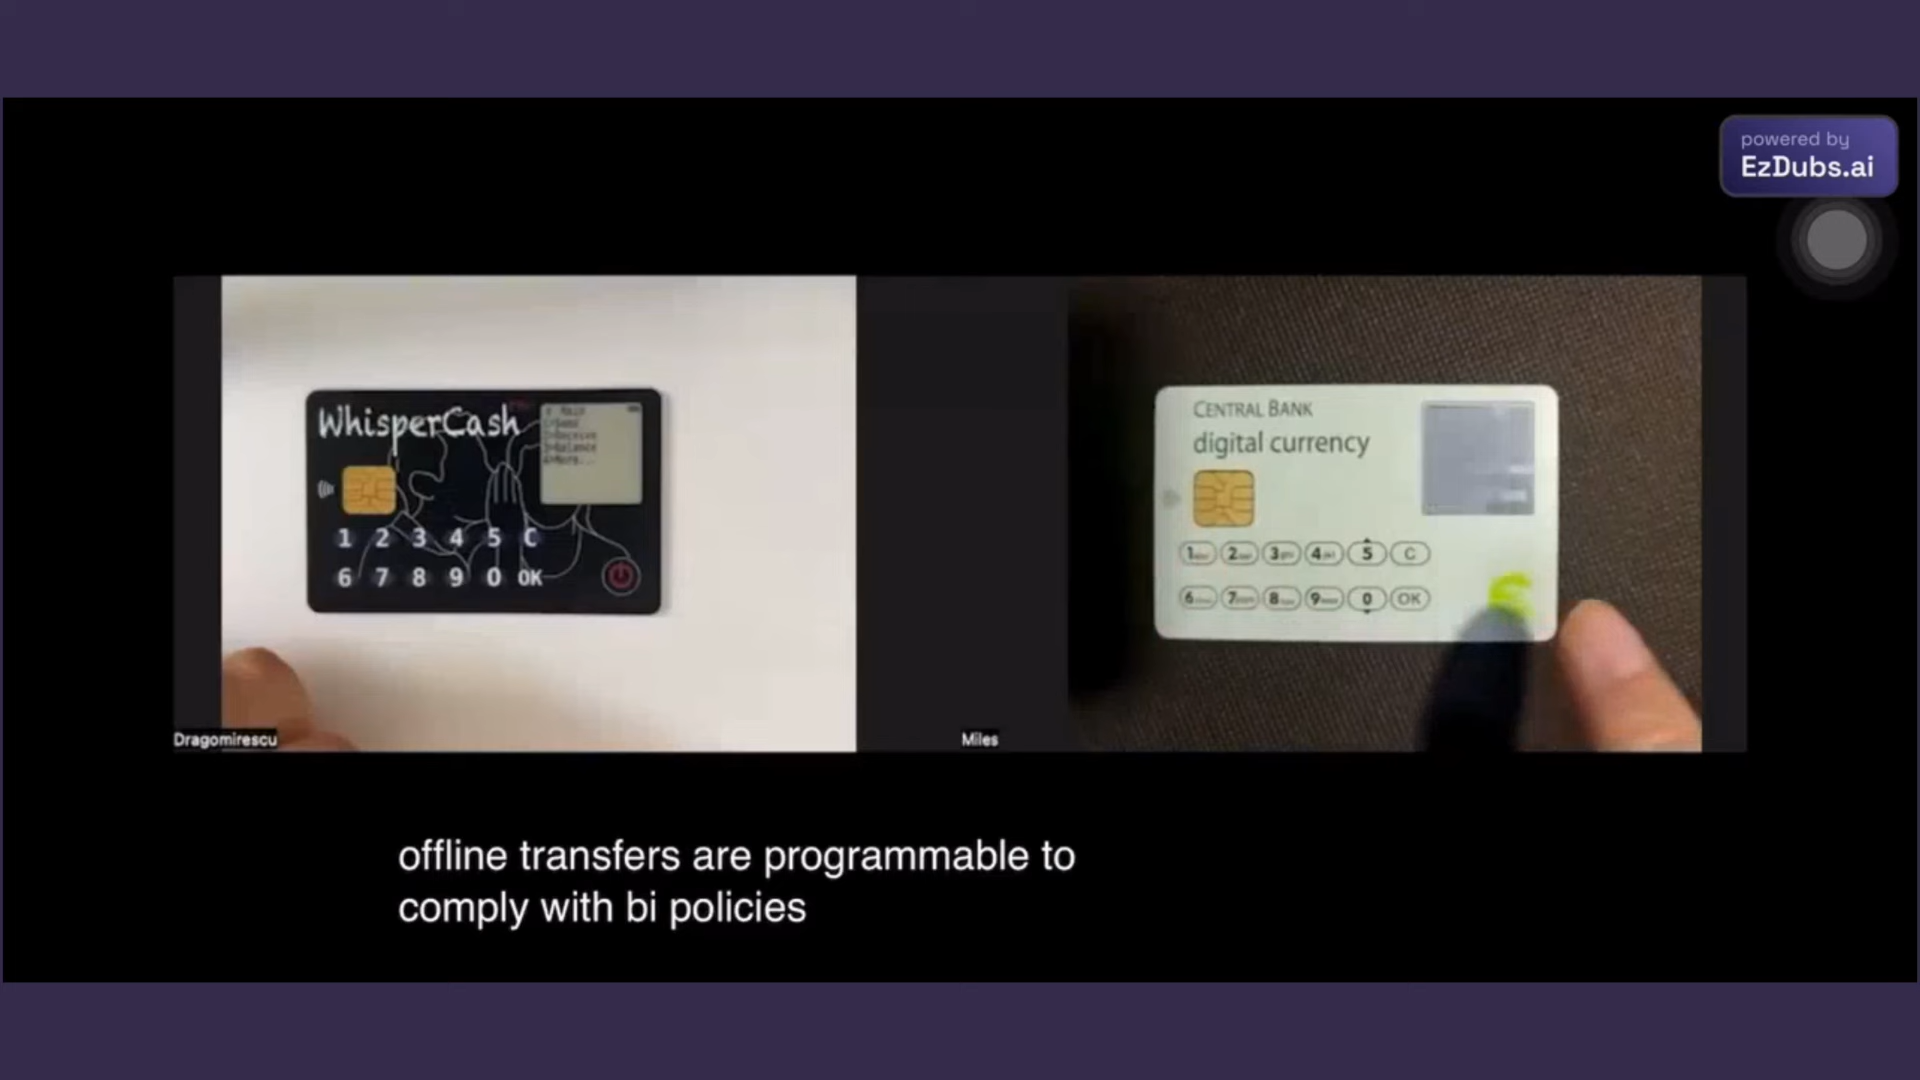 powered by
EzDubs.ai
WhisperCash
1 2 3 4 5 C
6 7 8 9 0 OK
CENTRAL BANK
digital currency
1 2 3 4 5 C
6 7 8 9 0 OK
Dragomirescu
Miles
offline transfers are programmable to
comply with bi policies